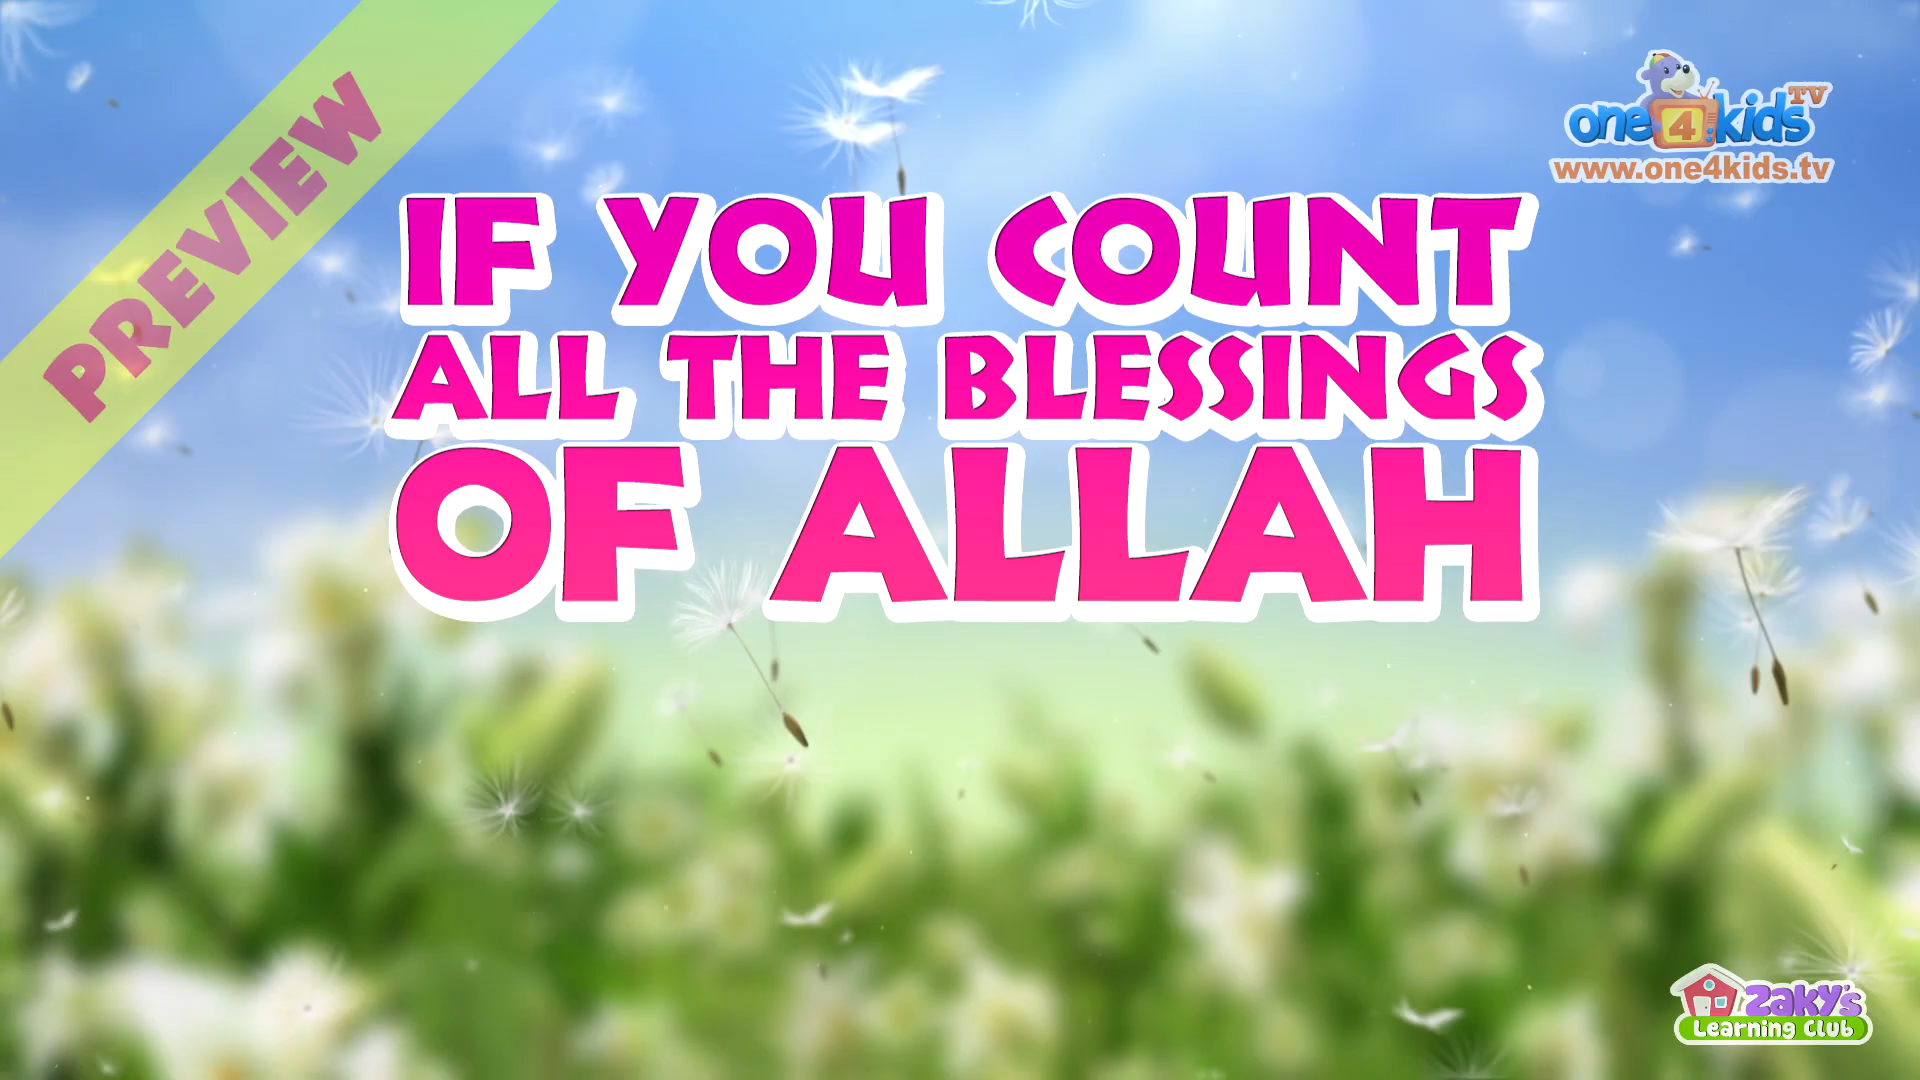 PREVIEW
one4kids TV
www.one4kids.tv
IF YOU COUNT
ALL THE BLESSINGS
OF ALLAH
Zaky's
Learning Club